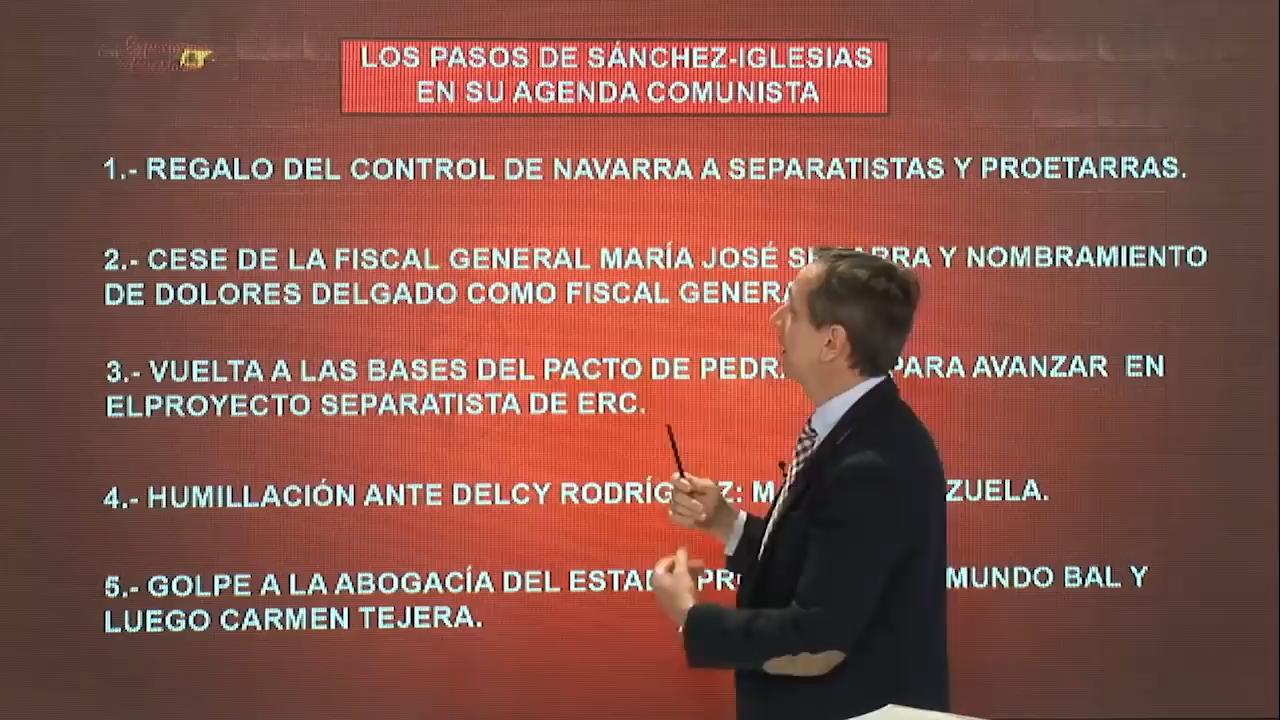 LOS PASOS DE SÁNCHEZ-IGLESIAS
EN SU AGENDA COMUNISTA
1.- REGALO DEL CONTROL DE NAVARRA A SEPARATISTAS Y PROETARRAS.
2.- CESE DE LA FISCAL GENERAL MARÍA JOSÉ Y NOMBRAMIENTO
DE DOLORES DELGADO COMO FISCAL
3.- VUELTA A LAS BASES DEL PACTO DE PARA AVANZAR EN
ELPROYECTO SEPARATISTA DE ERC.
4.- HUMILLACIÓN ANTE DELCY
5.- GOLPE A LA ABOGACÍA DEL BAL Y
LUEGO CARMEN TEJERA.